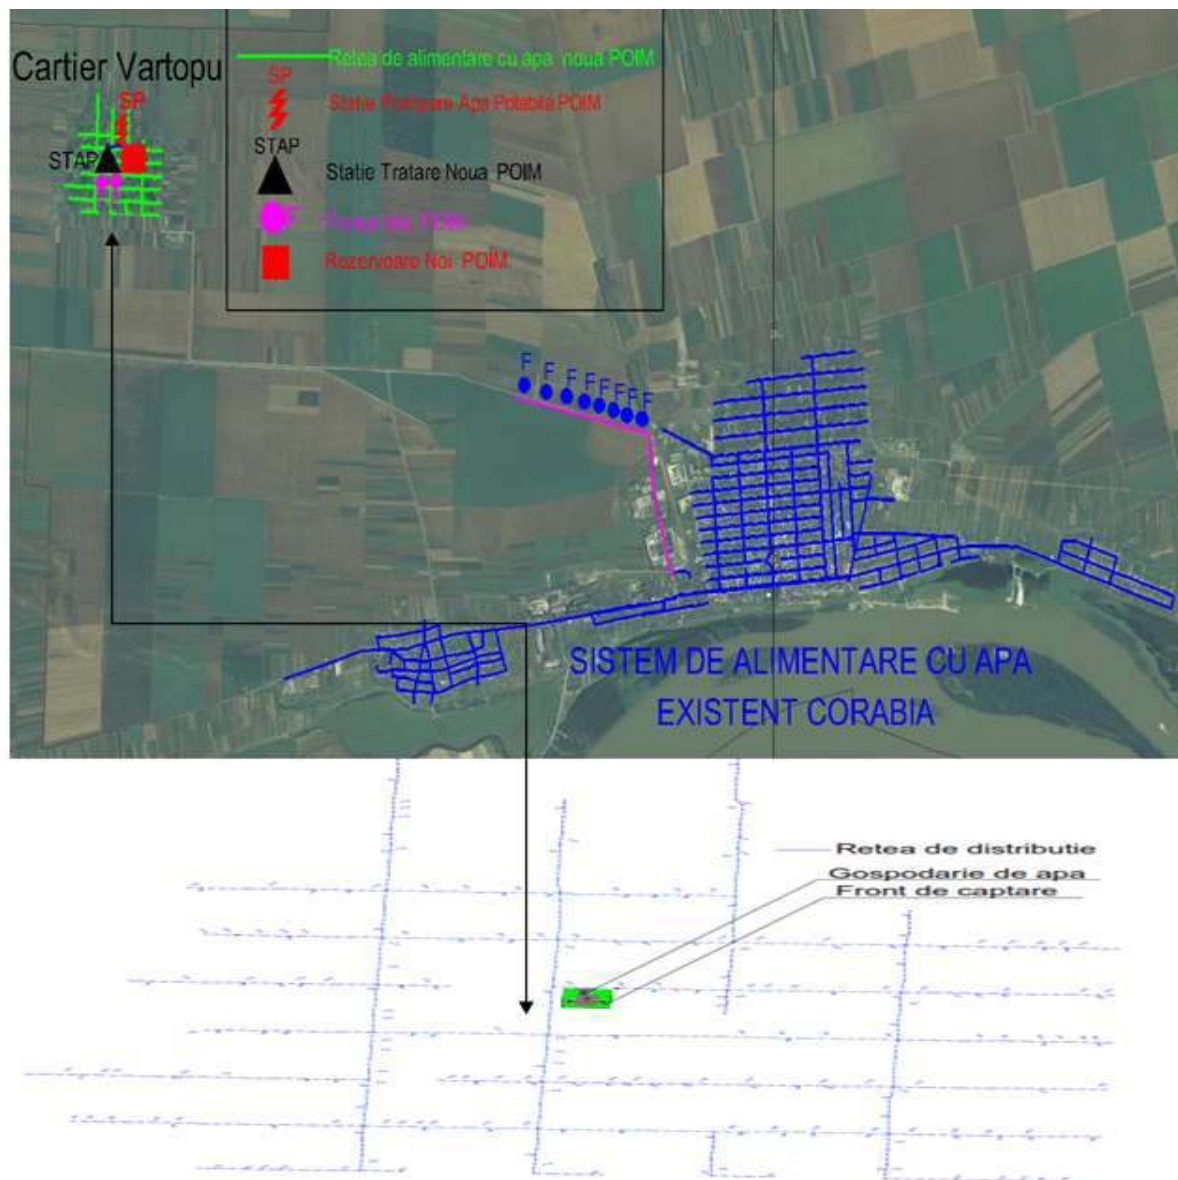 Cartier Vartopu
SP
STAP
Retea de alimentare cu apa noua POIM
SP
Statie Pompare Apa Potabila POIM
STAP
Statie Tratare Noua POIM
F
POIM
Rezervoare Noi POIM
F F F F F F F F
SISTEM DE ALIMENTARE CU APA
EXISTENT CORABIA
Retea de distributie
Gospodarie de apa
Front de captare